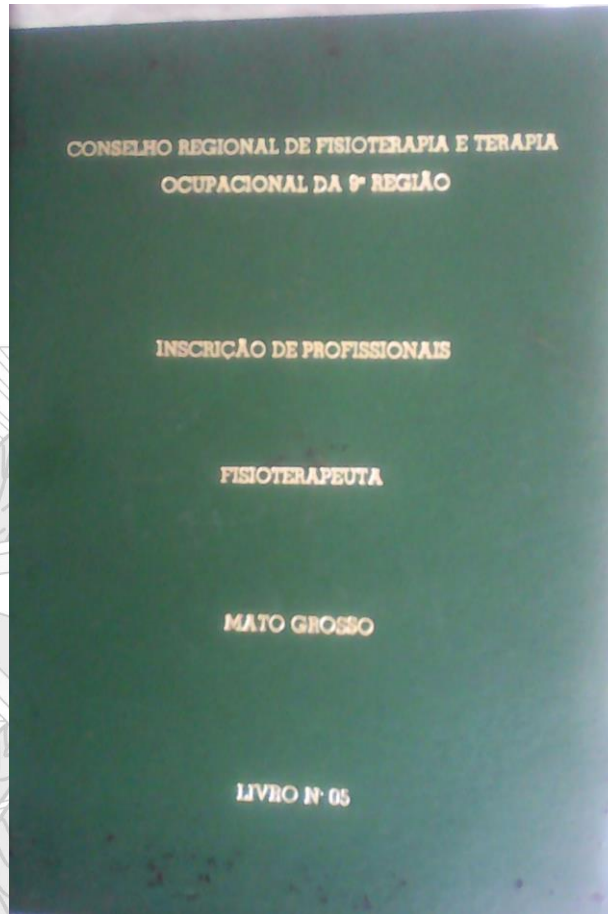 CONSELHO REGIONAL DE FISIOTERAPIA E TERAPIA
OCUPACIONAL DA 9ª REGIÃO
INSCRIÇÃO DE PROFISSIONAIS
FISIOTERAPEUTA
MATO GROSSO
LIVRO Nº 05